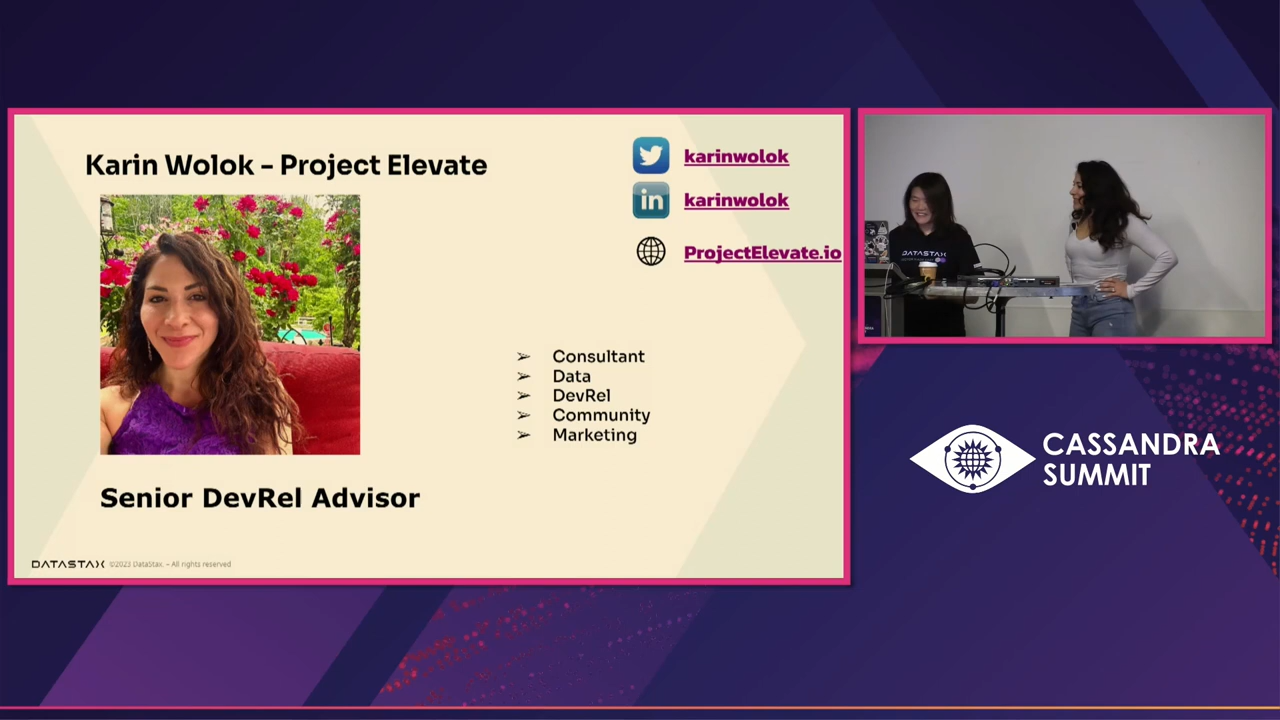 Karin Wolok – Project Elevate
karinwolok
karinwolok
ProjectElevate.io
➢ Consultant
➢ Data
➢ DevRel
➢ Community
➢ Marketing
Senior DevRel Advisor
DATASTAX ©2023 DataStax. – All rights reserved
DATASTAX
CASSANDRA
SUMMIT